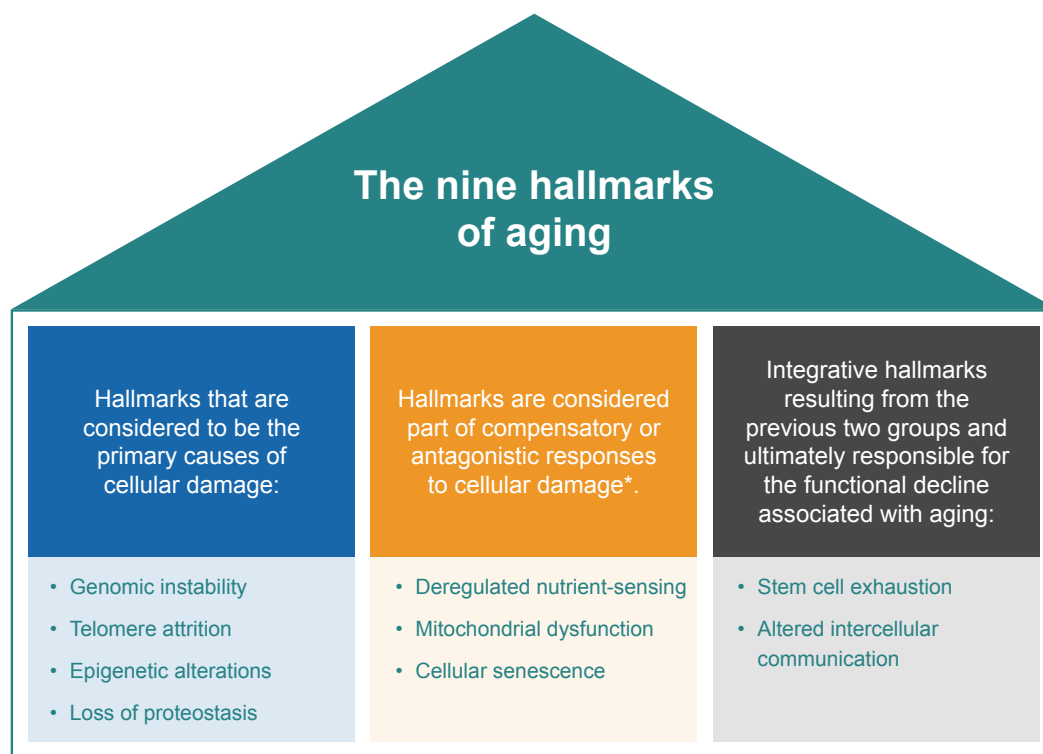 The nine hallmarks
of aging
Hallmarks that are
considered to be the
primary causes of
cellular damage:
• Genomic instability
• Telomere attrition
• Epigenetic alterations
• Loss of proteostasis
Hallmarks are considered
part of compensatory or
antagonistic responses
to cellular damage*.
• Deregulated nutrient-sensing
• Mitochondrial dysfunction
• Cellular senescence
Integrative hallmarks
resulting from the
previous two groups and
ultimately responsible for
the functional decline
associated with aging:
• Stem cell exhaustion
• Altered intercellular
communication